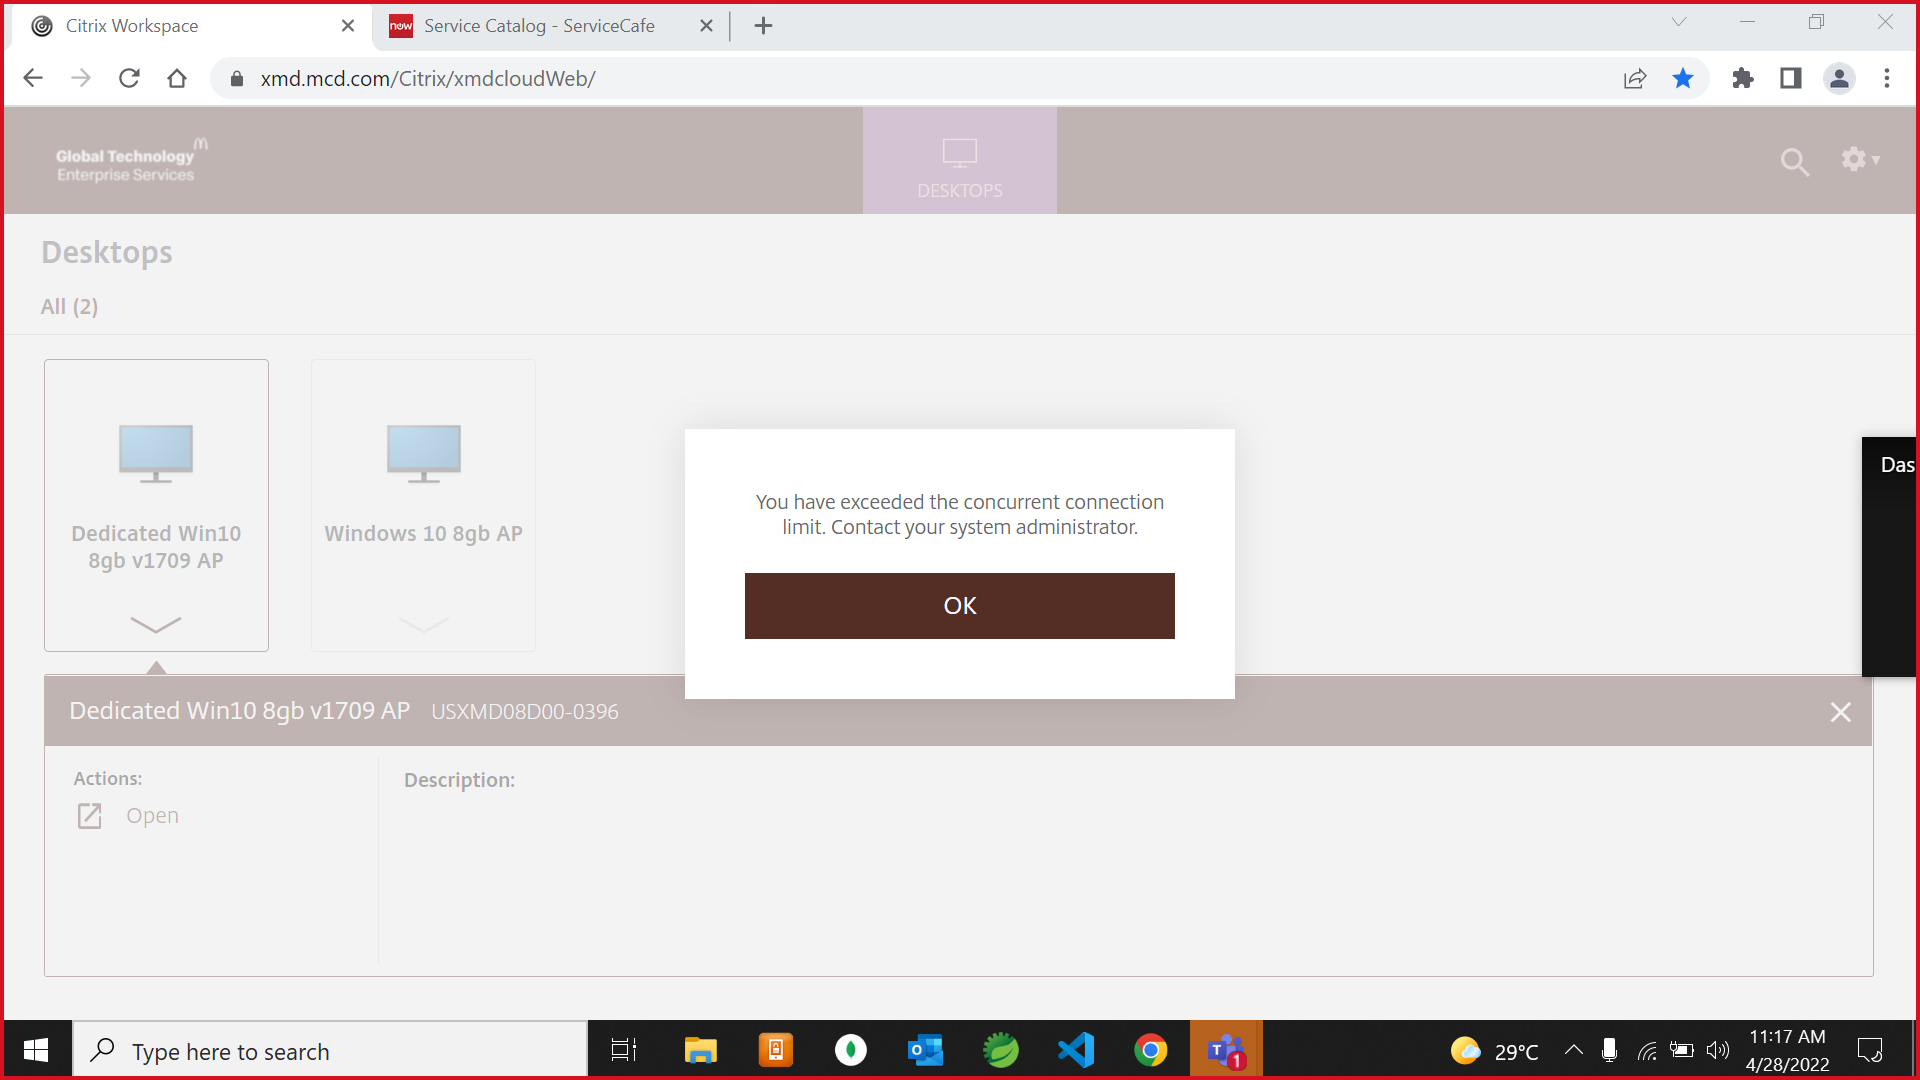 Citrix Workspace
now
Service Catalog - ServiceCafe
xmd.mcd.com/Citrix/xmdcloudWeb/
Global Technology
Enterprise Services
DESKTOPS
Desktops
All (2)
Dedicated Win10
8gb v1709 AP
Windows 10 8gb AP
You have exceeded the concurrent connection
limit. Contact your system administrator.
OK
Das
Dedicated Win10 8gb v1709 AP USXMD08D00-0396
Actions:
Open
Description:
Type here to search
1
29°C
11:17 AM
4/28/2022